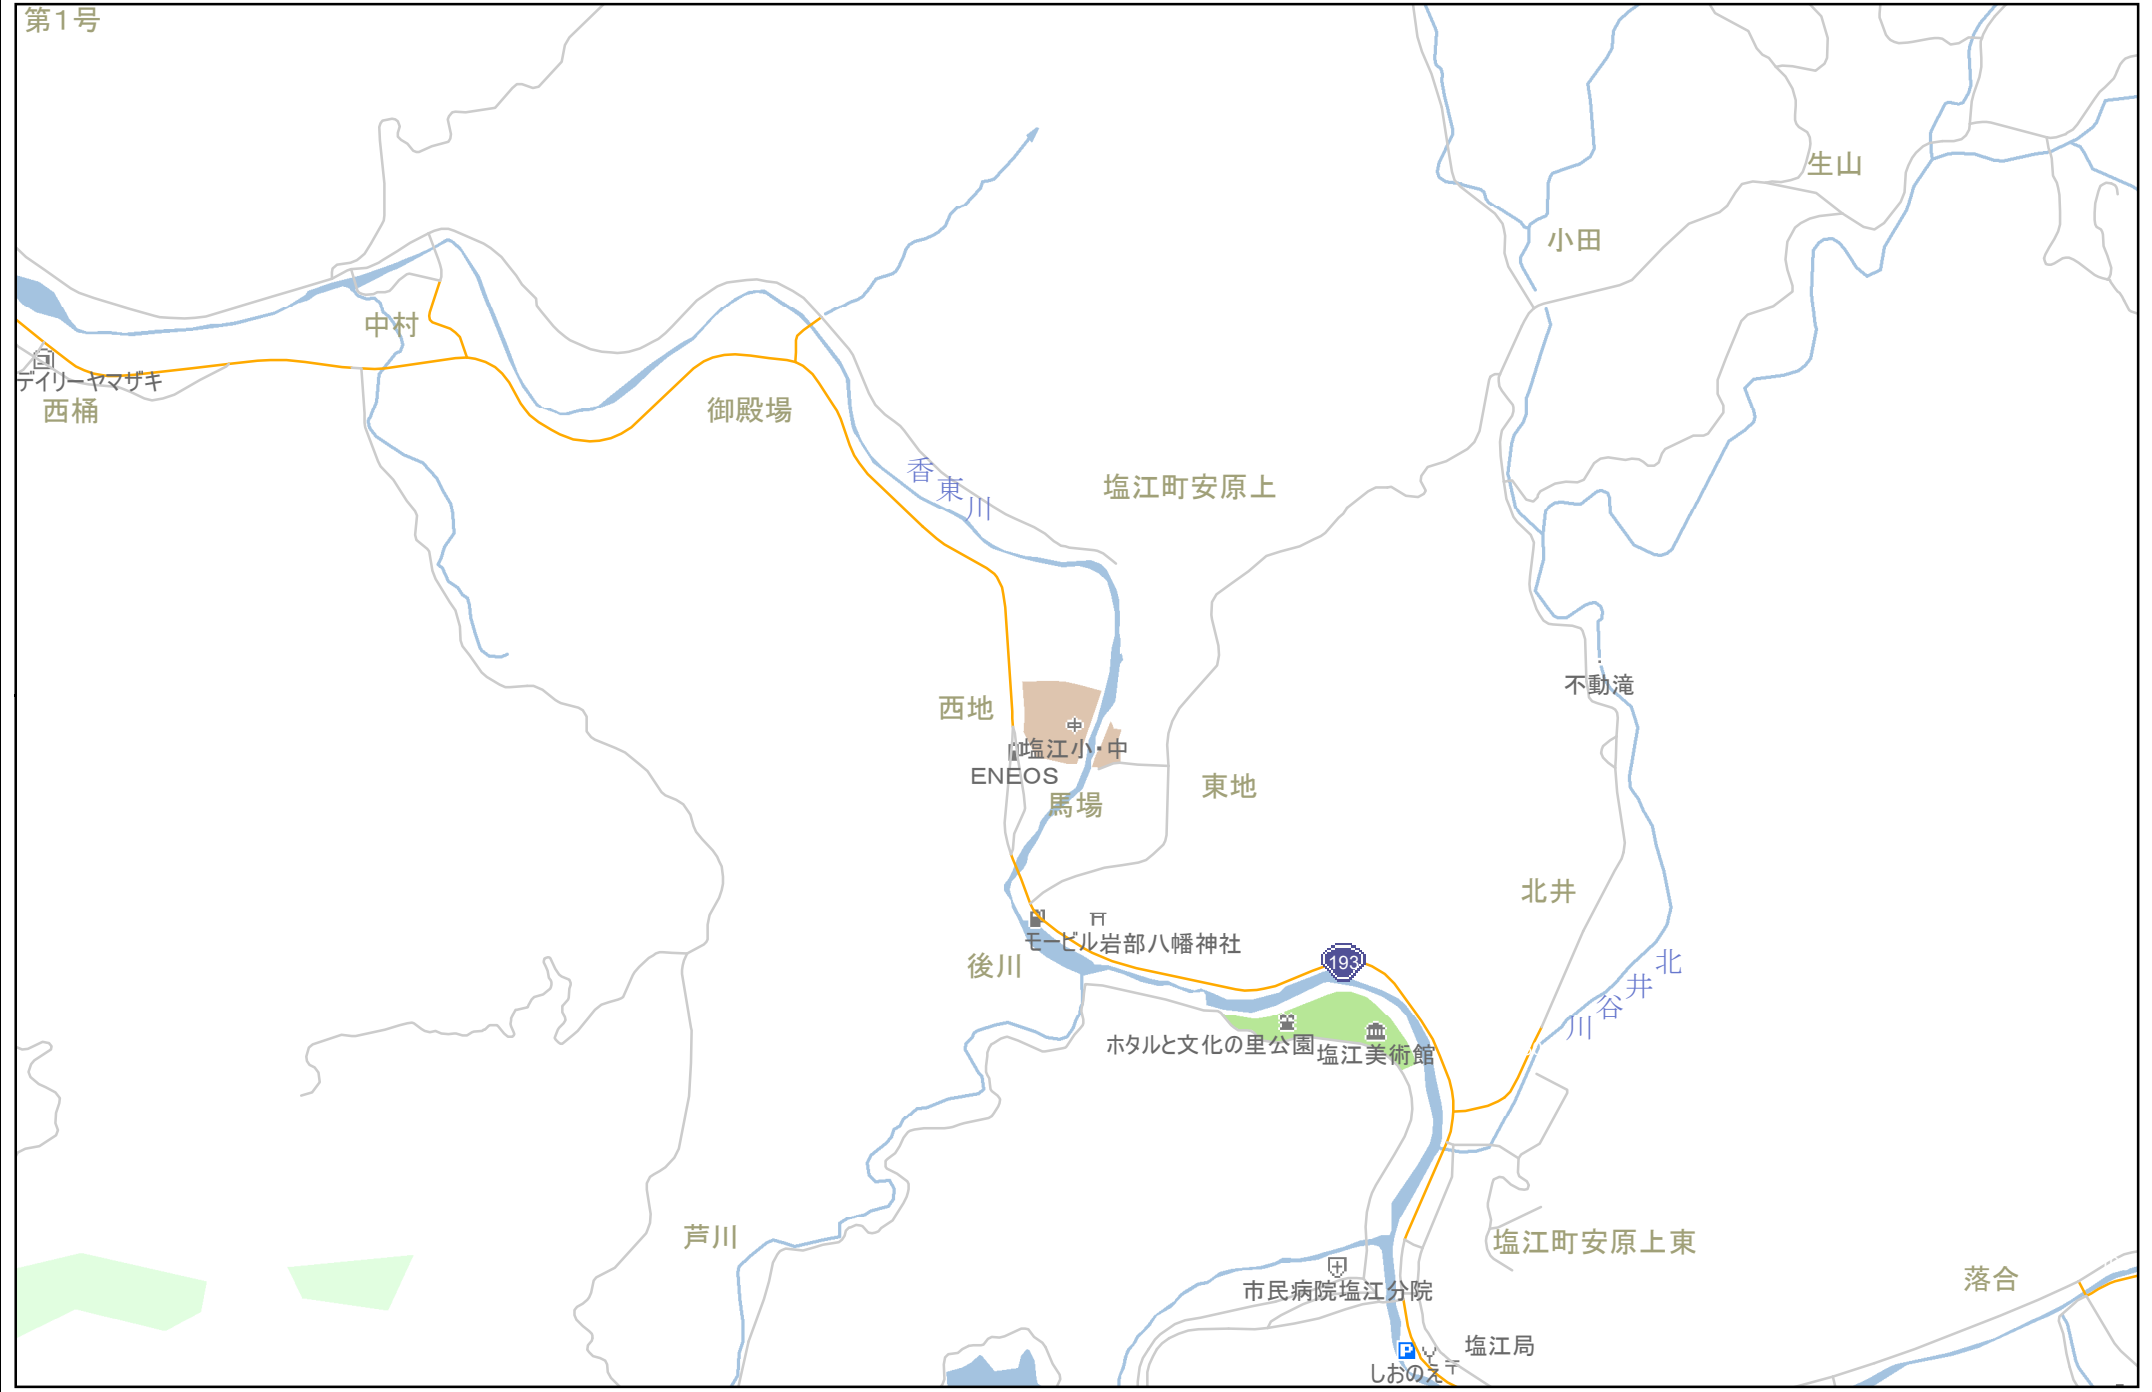 第1号
生山
小田
中村
デイリーヤマザキ
西桶
御殿場
香東川
塩江町安原上
不動滝
西地
塩江小・中
ENEOS
馬場
東地
北井
モービル岩部八幡神社
後川
193
北井谷川
ホタルと文化の里公園
塩江美術館
芦川
塩江町安原上東
落合
市民病院塩江分院
P
塩江局
しおのえ